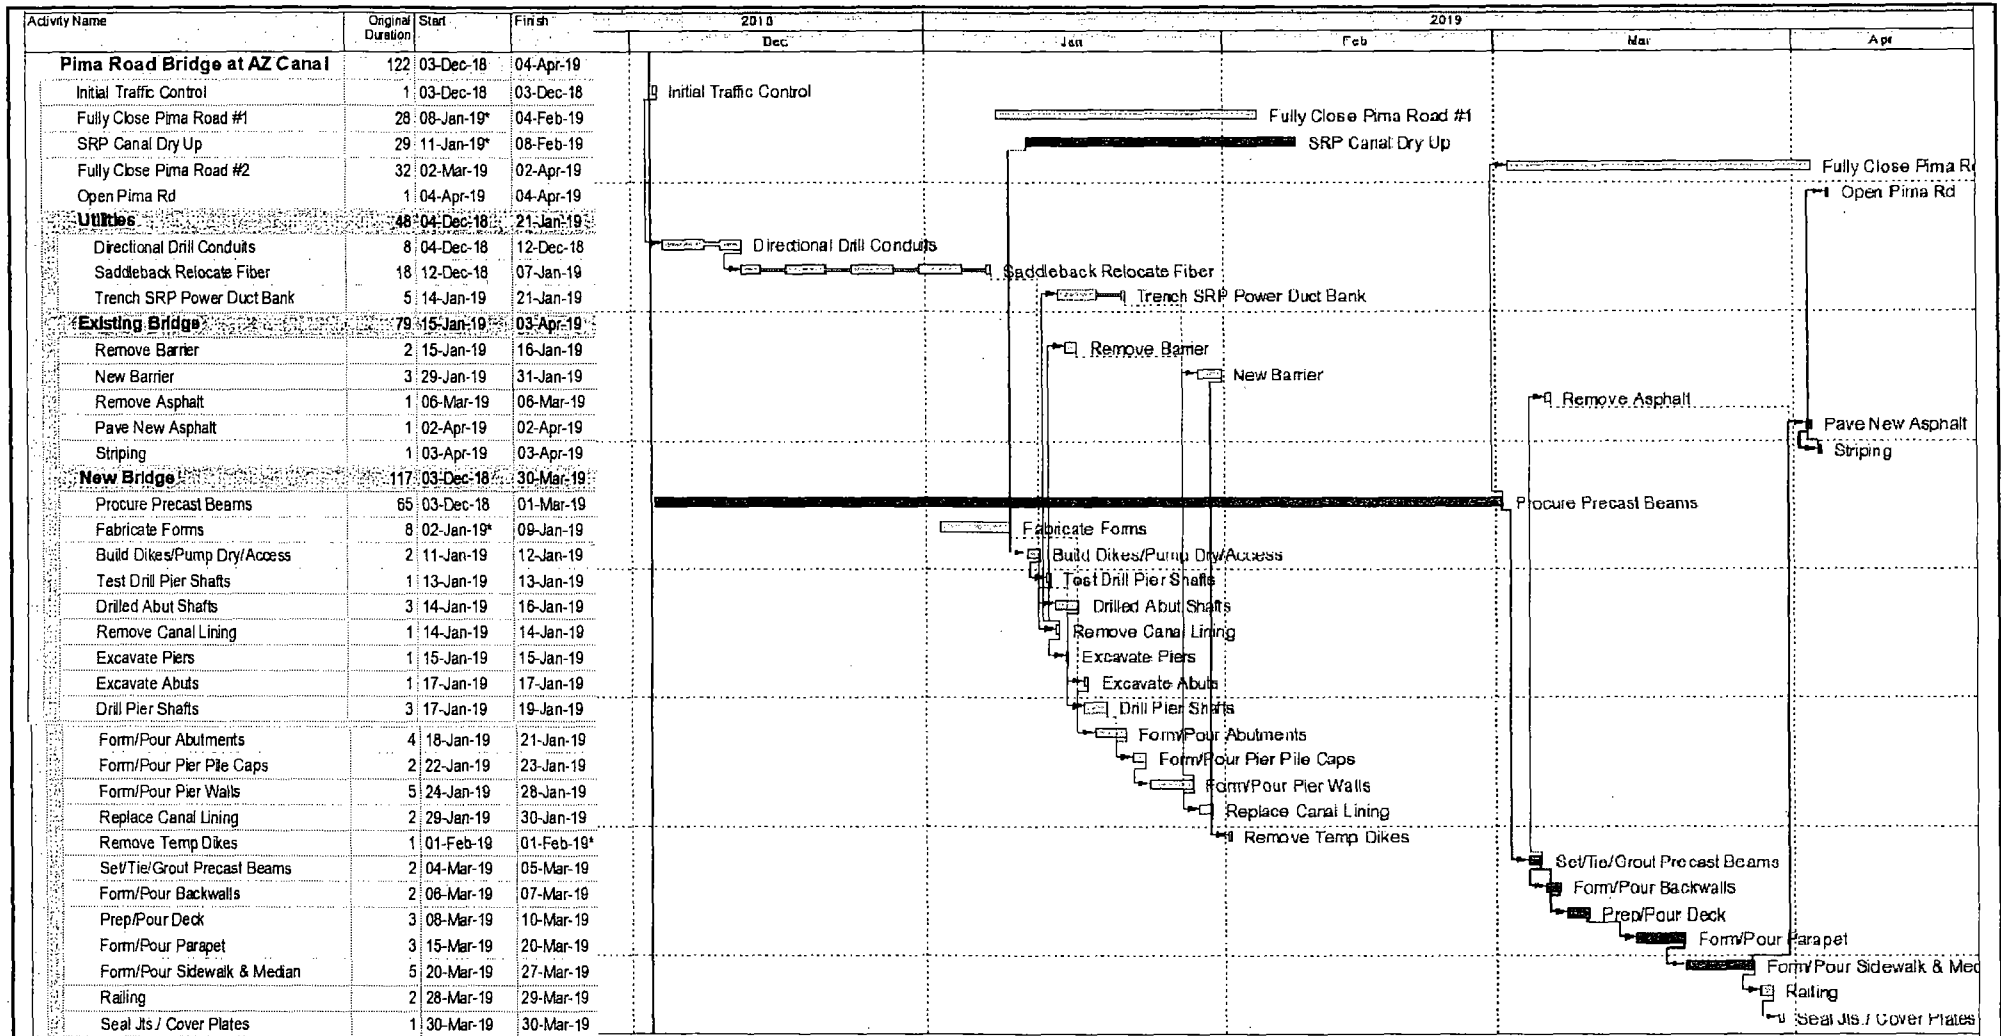 Activity Name Original Duration Start Finish 2018 2019
Dec Jan Feb Mar Apr
Pima Road Bridge at AZ Canal 122 03-Dec-18 04-Apr-19
Initial Traffic Control 1 03-Dec-18 03-Dec-18 Initial Traffic Control
Fully Close Pima Road #1 28 08-Jan-19* 04-Feb-19 Fully Close Pima Road #1
SRP Canal Dry Up 29 11-Jan-19* 08-Feb-19 SRP Canal Dry Up
Fully Close Pima Road #2 32 02-Mar-19 02-Apr-19 Fully Close Pima R
Open Pima Rd 1 04-Apr-19 04-Apr-19 Open Pima Rd
Utilities 48 04-Dec-18 21-Jan-19
Directional Drill Conduits 8 04-Dec-18 12-Dec-18 Directional Drill Conduits
Saddleback Relocate Fiber 18 12-Dec-18 07-Jan-19 Saddleback Relocate Fiber
Trench SRP Power Duct Bank 5 14-Jan-19 21-Jan-19 Trench SRP Power Duct Bank
Existing Bridge 79 15-Jan-19 03-Apr-19
Remove Barrier 2 15-Jan-19 16-Jan-19 Remove Barrier
New Barrier 3 29-Jan-19 31-Jan-19 New Barrier
Remove Asphalt 1 06-Mar-19 06-Mar-19 Remove Asphalt
Pave New Asphalt 1 02-Apr-19 02-Apr-19 Pave New Asphalt
Striping 1 03-Apr-19 03-Apr-19 Striping
New Bridge 117 03-Dec-18 30-Mar-19
Procure Precast Beams 65 03-Dec-18 01-Mar-19 Procure Precast Beams
Fabricate Forms 8 02-Jan-19* 09-Jan-19 Fabricate Forms
Build Dikes/Pump Dry/Access 2 11-Jan-19 12-Jan-19 Build Dikes/Pump Dry/Access
Test Drill Pier Shafts 1 13-Jan-19 13-Jan-19 Test Drill Pier Shafts
Drilled Abut Shafts 3 14-Jan-19 16-Jan-19 Drilled Abut Shafts
Remove Canal Lining 1 14-Jan-19 14-Jan-19 Remove Canal Lining
Excavate Piers 1 15-Jan-19 15-Jan-19 Excavate Piers
Excavate Abuts 1 17-Jan-19 17-Jan-19 Excavate Abuts
Drill Pier Shafts 3 17-Jan-19 19-Jan-19 Drill Pier Shafts
Form/Pour Abutments 4 18-Jan-19 21-Jan-19 Form/Pour Abutments
Form/Pour Pier Pile Caps 2 22-Jan-19 23-Jan-19 Form/Pour Pier Pile Caps
Form/Pour Pier Walls 5 24-Jan-19 28-Jan-19 Form/Pour Pier Walls
Replace Canal Lining 2 29-Jan-19 30-Jan-19 Replace Canal Lining
Remove Temp Dikes 1 01-Feb-19 01-Feb-19* Remove Temp Dikes
Set/Tie/Grout Precast Beams 2 04-Mar-19 05-Mar-19 Set/Tie/Grout Precast Beams
Form/Pour Backwalls 2 06-Mar-19 07-Mar-19 Form/Pour Backwalls
Prep/Pour Deck 3 08-Mar-19 10-Mar-19 Prep/Pour Deck
Form/Pour Parapet 3 15-Mar-19 20-Mar-19 Form/Pour Parapet
Form/Pour Sidewalk & Median 5 20-Mar-19 27-Mar-19 Form/Pour Sidewalk & Med
Railing 2 28-Mar-19 29-Mar-19 Railing
Seal Jts./ Cover Plates 1 30-Mar-19 30-Mar-19 Seal Jts./ Cover Plates